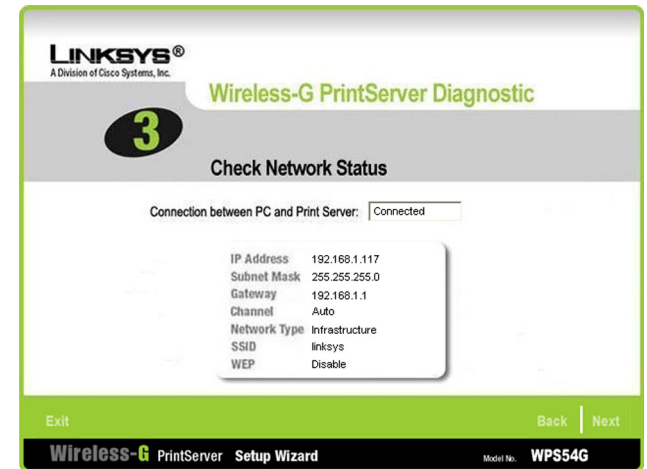 LINKSYS®
A Division of Cisco Systems, Inc.
Wireless-G PrintServer Diagnostic
3
Check Network Status
Connection between PC and Print Server: Connected
IP Address 192.168.1.117
Subnet Mask 255.255.255.0
Gateway 192.168.1.1
Channel Auto
Network Type Infrastructure
SSID linksys
WEP Disable
Exit Back Next
Wireless-G PrintServer Setup Wizard Model No. WPS54G